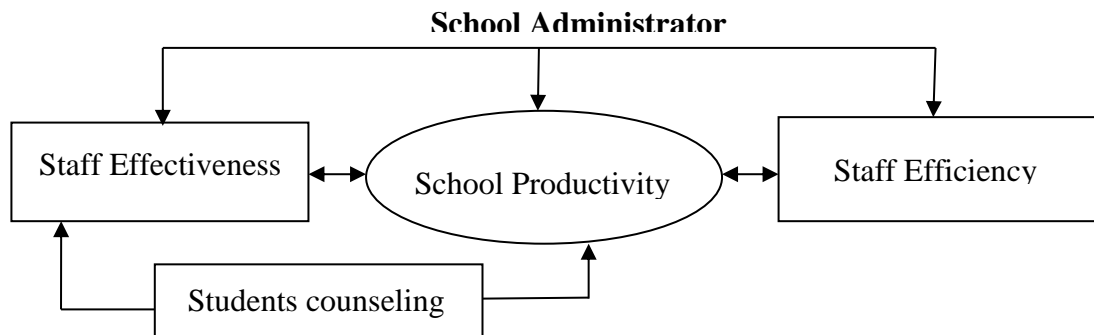 School Administrator
Staff Effectiveness
School Productivity
Staff Efficiency
Students counseling